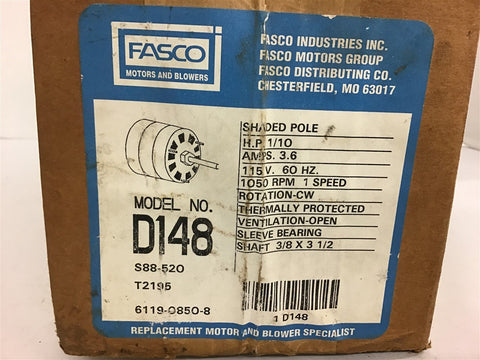 FASCO
MOTORS AND BLOWERS
FASCO INDUSTRIES INC.
FASCO MOTORS GROUP
FASCO DISTRIBUTING CO.
CHESTERFIELD, MO 63017
MODEL NO.
D148
S88-520
T2195
6119-0850-8
SHADED POLE
H.P. 1/10
AMPS. 3.6
115 V. 60 HZ.
1050 RPM 1 SPEED
ROTATION-CW
THERMALLY PROTECTED
VENTILATION-OPEN
SLEEVE BEARING
SHAFT 3/8 X 3 1/2
1 D148
REPLACEMENT MOTOR AND BLOWER SPECIALIST